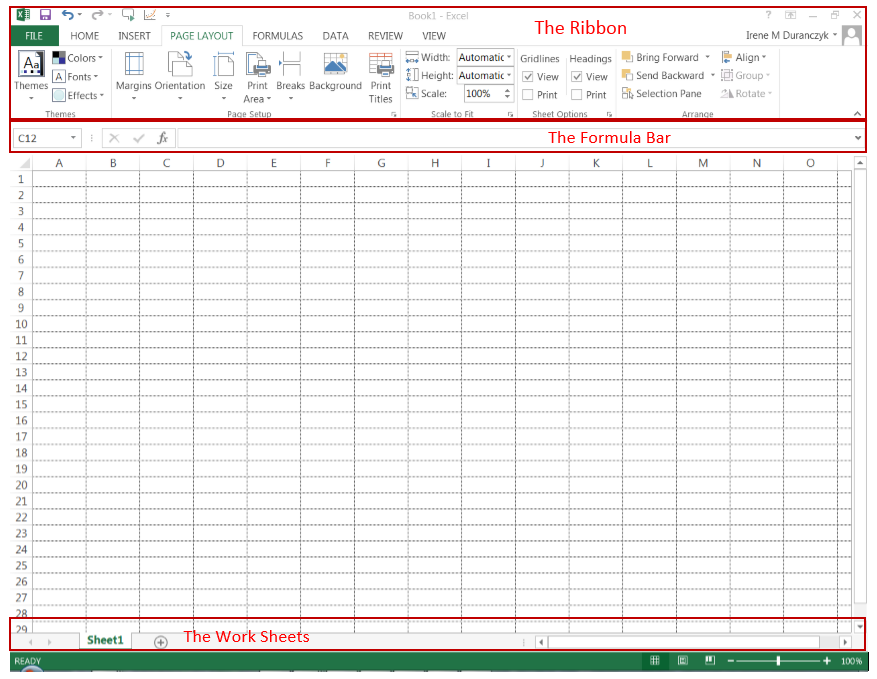 Book1 - Excel
?
The Ribbon
FILE HOME INSERT PAGE LAYOUT FORMULAS DATA REVIEW VIEW Irene M Duranczyk
Colors
Fonts
Effects
Themes
Margins Orientation Size Print Area Breaks Background Print Titles
Width: Automatic
Height: Automatic
Scale: 100%
Gridlines Headings
View View
Print Print
Bring Forward Align
Send Backward Group
Selection Pane Rotate
Themes Page Setup Scale to Fit Sheet Options Arrange
C12 fx The Formula Bar
A B C D E F G H I J K L M N O
1
2
3
4
5
6
7
8
9
10
11
12
13
14
15
16
17
18
19
20
21
22
23
24
25
26
27
28
29
Sheet1 The Work Sheets
READY 100%